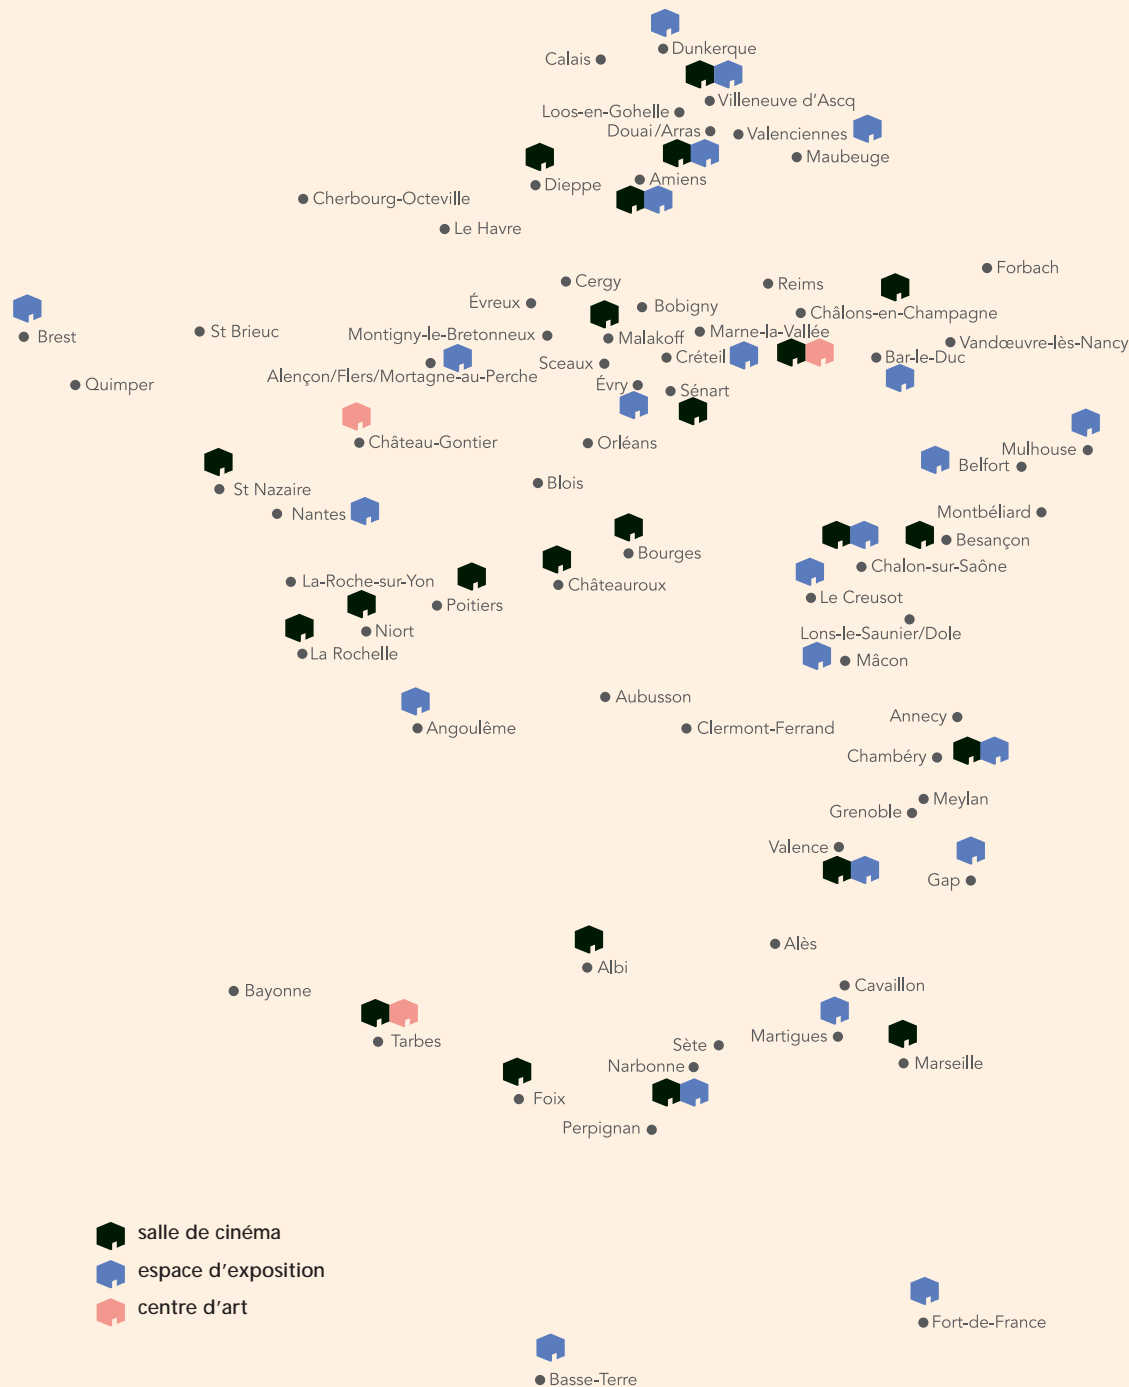 Dunkerque
Calais
Villeneuve d'Ascq
Loos-en-Gohelle
Douai/Arras
Valenciennes
Maubeuge
Amiens
Dieppe
Cherbourg-Octeville
Le Havre
Forbach
Cergy
Reims
Évreux
Bobigny
Châlons-en-Champagne
St Brieuc
Brest
Montigny-le-Bretonneux
Malakoff
Marne-la-Vallée
Vandœuvre-lès-Nancy
Sceaux
Créteil
Bar-le-Duc
Alençon/Flers/Mortagne-au-Perche
Quimper
Évry
Sénart
Château-Gontier
Orléans
Mulhouse
Belfort
Blois
St Nazaire
Nantes
Montbéliard
Besançon
Bourges
Chalon-sur-Saône
La-Roche-sur-Yon
Châteauroux
Le Creusot
Poitiers
Niort
Lons-le-Saunier/Dole
La Rochelle
Mâcon
Aubusson
Annecy
Angoulême
Clermont-Ferrand
Chambéry
Meylan
Grenoble
Valence
Gap
Alès
Albi
Cavaillon
Bayonne
Martigues
Tarbes
Sète
Marseille
Narbonne
Foix
Perpignan
salle de cinéma
espace d'exposition
centre d'art
Fort-de-France
Basse-Terre